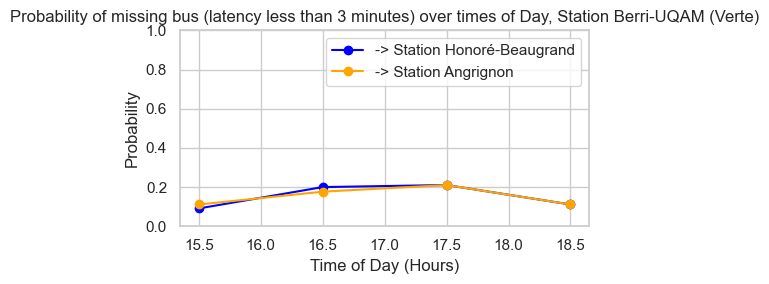 Probability of missing bus (latency less than 3 minutes) over times of Day, Station Berri-UQAM (Verte)
1.0
0.8
0.6
0.4
0.2
0.0
Probability
-> Station Honoré-Beaugrand
-> Station Angrignon
15.5 16.0 16.5 17.0 17.5 18.0 18.5
Time of Day (Hours)